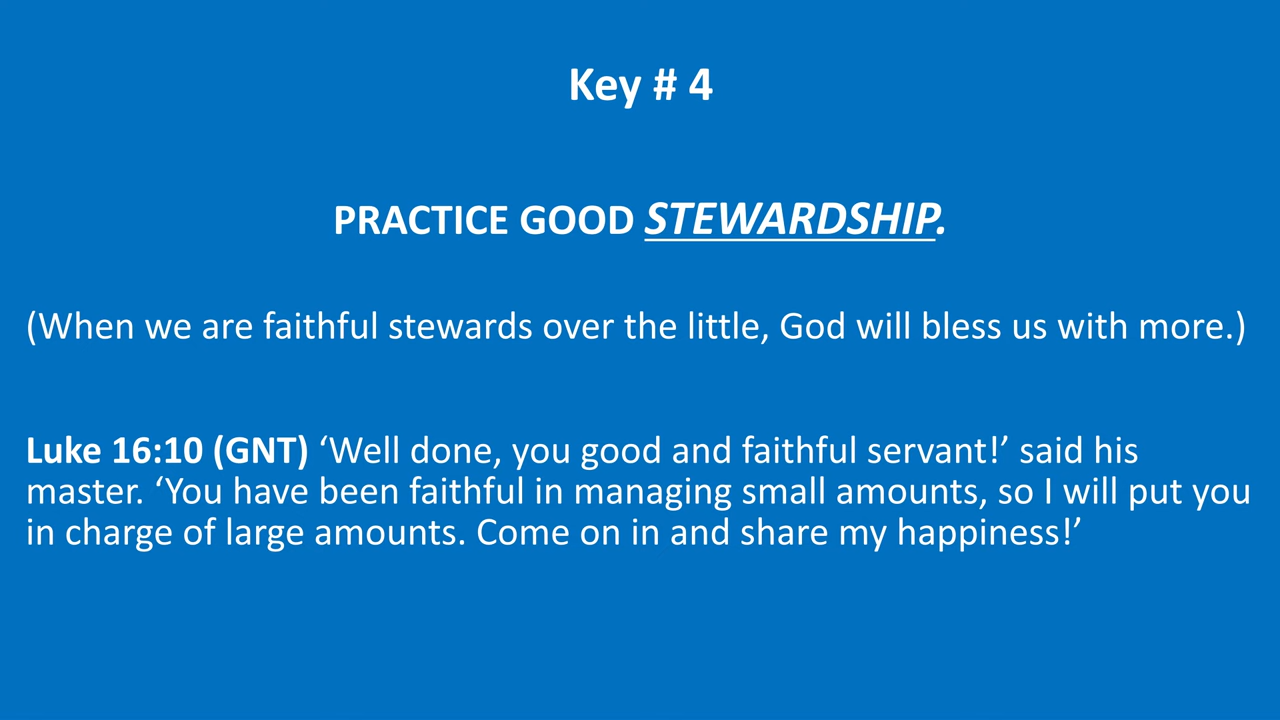 Key # 4
PRACTICE GOOD STEWARDSHIP.
(When we are faithful stewards over the little, God will bless us with more.)
Luke 16:10 (GNT) ‘Well done, you good and faithful servant!’ said his
master. ‘You have been faithful in managing small amounts, so I will put you
in charge of large amounts. Come on in and share my happiness!’